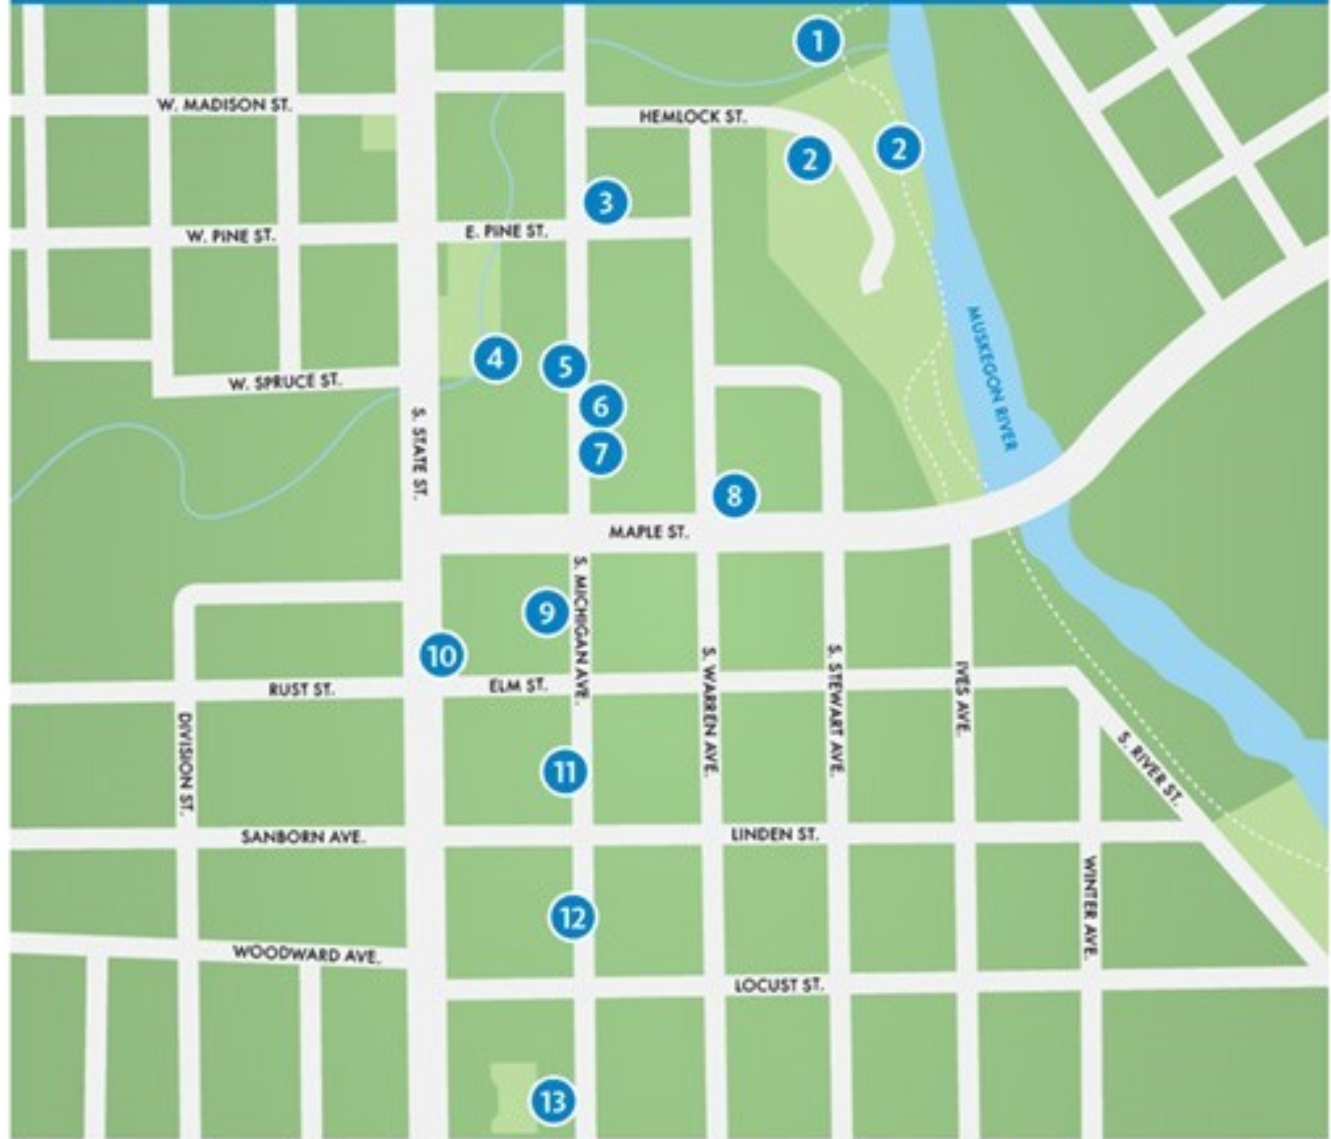 1
W. MADISON ST.
HEMLOCK ST.
2
2
3
W. PINE ST.
E. PINE ST.
4
5
W. SPRUCE ST.
6
MUSKEGON RIVER
S. STATE ST.
7
8
MAPLE ST.
S. MICHIGAN AVE.
9
10
RUST ST.
ELM ST.
S. WARREN AVE.
S. STEWART AVE.
IVES AVE.
DIVISION ST.
11
S. RIVER ST.
SANBORN AVE.
LINDEN ST.
12
WINTER AVE.
WOODWARD AVE.
LOCUST ST.
13